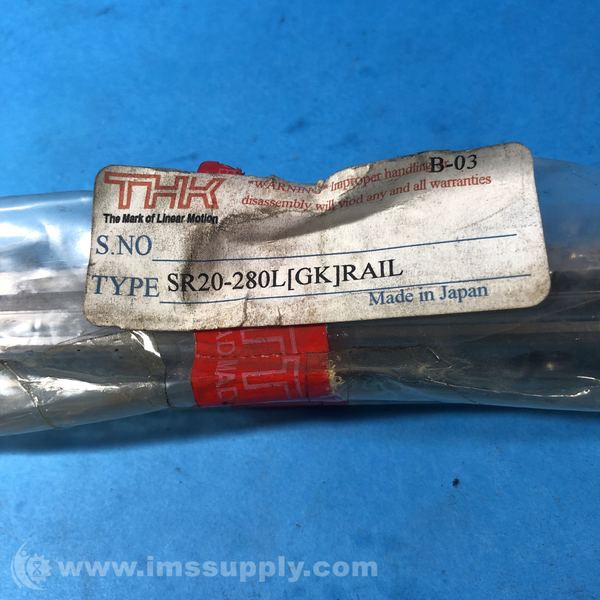 THK
The Mark of Linear Motion
B-03
"WARNING" Improper handling
disassembly will viod any and all warranties
S.NO
TYPE SR20-280L[GK]RAIL
Made in Japan
www.imssupply.com